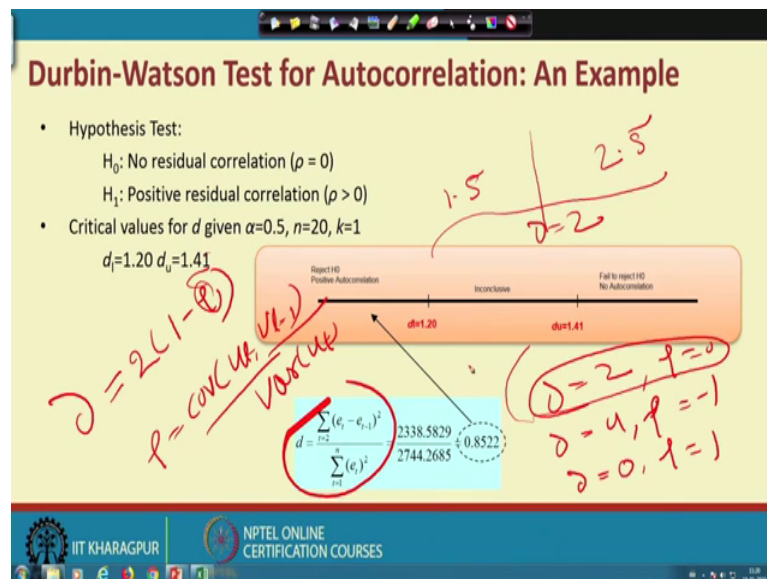 Durbin-Watson Test for Autocorrelation: An Example
• Hypothesis Test:
H₀: No residual correlation (ρ = 0)
H₁: Positive residual correlation (ρ > 0)
• Critical values for d given α=0.5, n=20, k=1
dₗ=1.20 dᵤ=1.41
1.5
2.5
d=2
Reject H0
Positive Autocorrelation
Inconclusive
Fail to reject H0
No Autocorrelation
dl=1.20
du=1.41
d = 2(1-ρ)
ρ = cov(ut, ut-1)
var(ut)
d = ∑(eₜ − eₜ₋₁)² / ∑(eₜ)² = 2338.5829 / 2744.2685 = 0.8522
t=2
n
t=1
d=2, ρ=0
d=4, ρ=-1
d=0, ρ=1
IIT KHARAGPUR
NPTEL ONLINE
CERTIFICATION COURSES